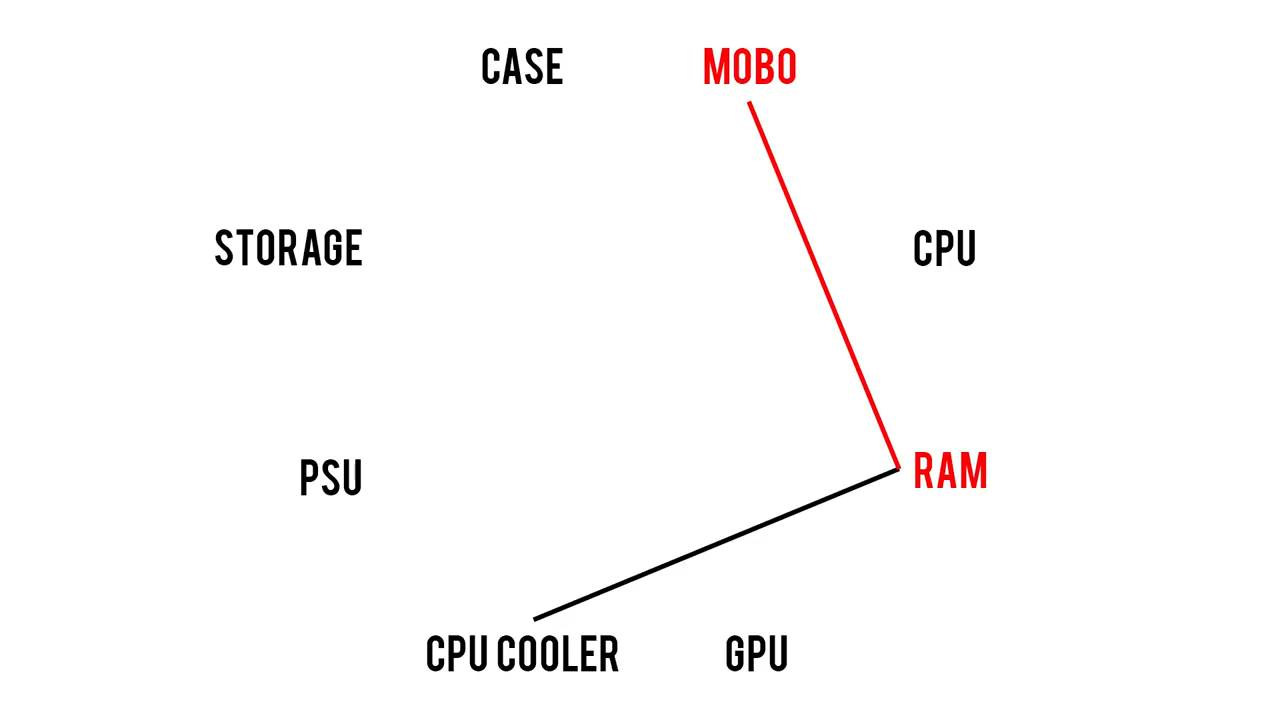 CASE
MOBO
STORAGE
CPU
PSU
RAM
CPU COOLER
GPU